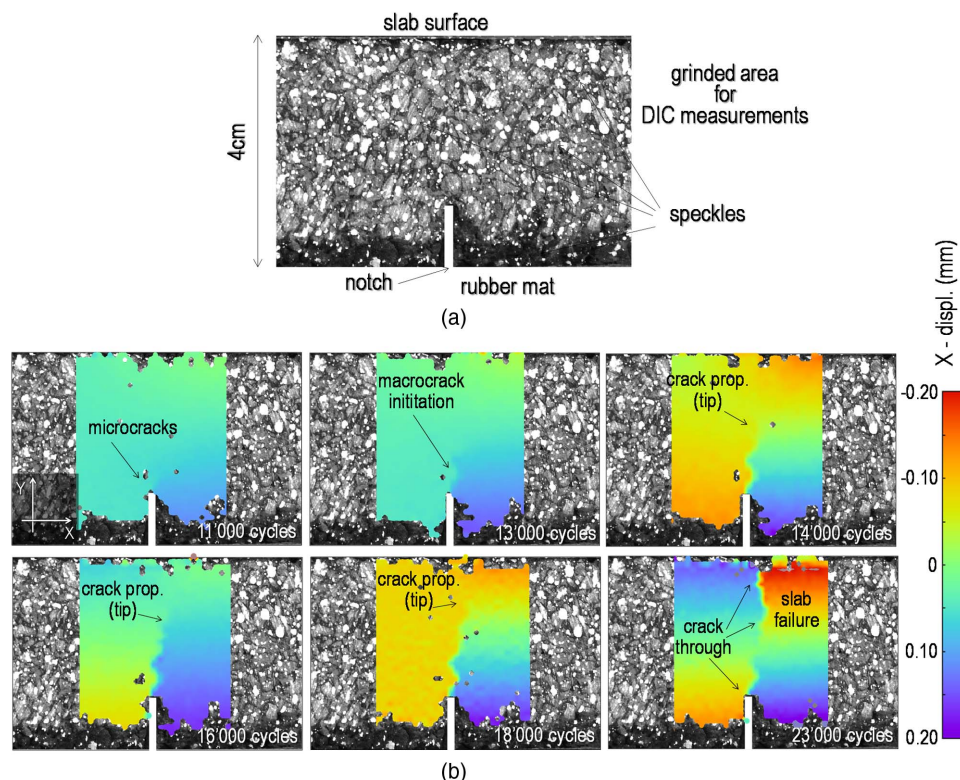 (a)
slab surface
grinded area
for
DIC measurements
4cm
speckles
notch
rubber mat
(a)
microcracks
Y
X
11'000 cycles
macrocrack
inititation
13'000 cycles
crack prop.
(tip)
14'000 cycles
crack prop.
(tip)
16'000 cycles
crack prop.
(tip)
18'000 cycles
crack
through
slab
failure
23'000 cycles
X - displ. (mm)
-0.20
-0.10
0
0.10
0.20
(b)